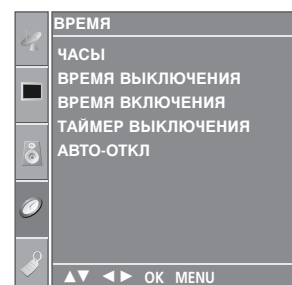 ВРЕМЯ
ЧАСЫ
ВРЕМЯ ВЫКЛЮЧЕНИЯ
ВРЕМЯ ВКЛЮЧЕНИЯ
ТАЙМЕР ВЫКЛЮЧЕНИЯ
АВТО-ОТКЛ
▲▼ ◄► OK MENU